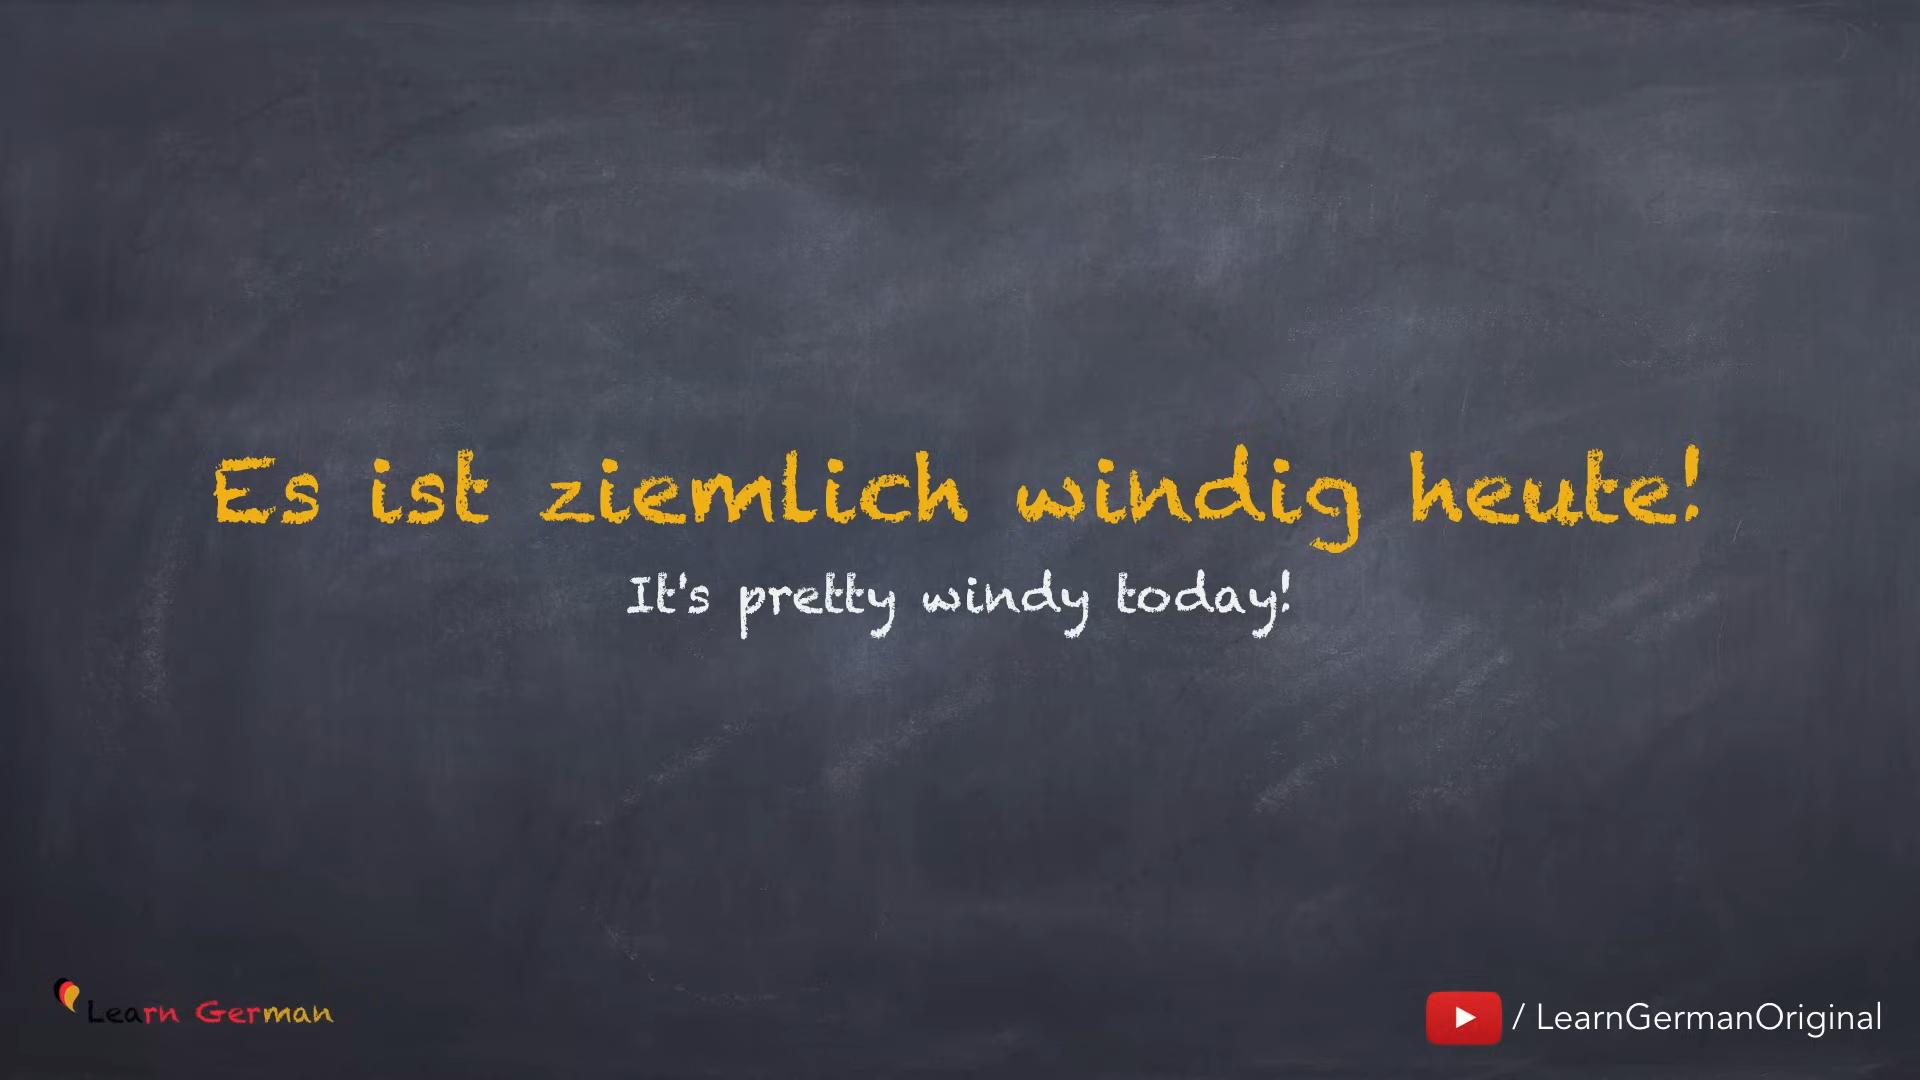 Es ist ziemlich windig heute!
It's pretty windy today!
Learn German
/ LearnGermanOriginal